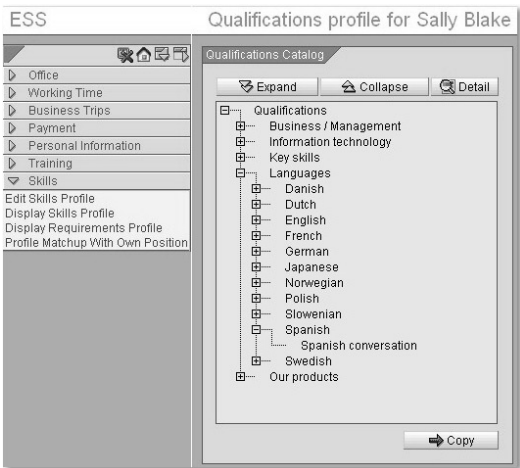 ESS
Qualifications profile for Sally Blake
Office
Working Time
Business Trips
Payment
Personal Information
Training
Skills
Edit Skills Profile
Display Skills Profile
Display Requirements Profile
Profile Matchup With Own Position
Qualifications Catalog
Expand Collapse Detail
Qualifications
Business / Management
Information technology
Key skills
Languages
Danish
Dutch
English
French
German
Japanese
Norwegian
Polish
Slowenian
Spanish
Spanish conversation
Swedish
Our products
Copy